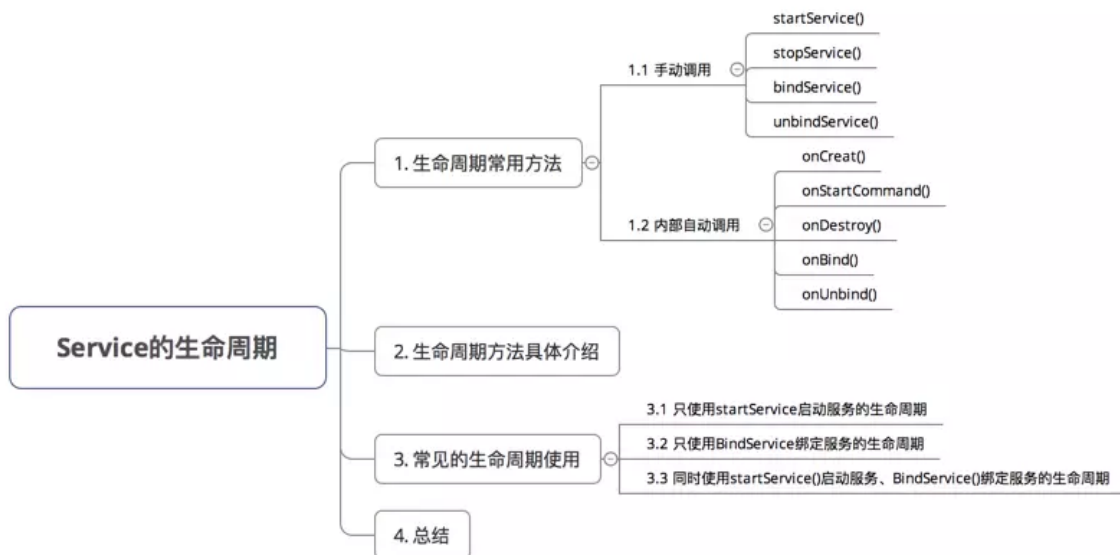 Service的生命周期
1. 生命周期常用方法
1.1 手动调用
startService()
stopService()
bindService()
unbindService()
1.2 内部自动调用
onCreat()
onStartCommand()
onDestroy()
onBind()
onUnbind()
2. 生命周期方法具体介绍
3. 常见的生命周期使用
3.1 只使用startService启动服务的生命周期
3.2 只使用BindService绑定服务的生命周期
3.3 同时使用startService()启动服务、BindService()绑定服务的生命周期
4. 总结